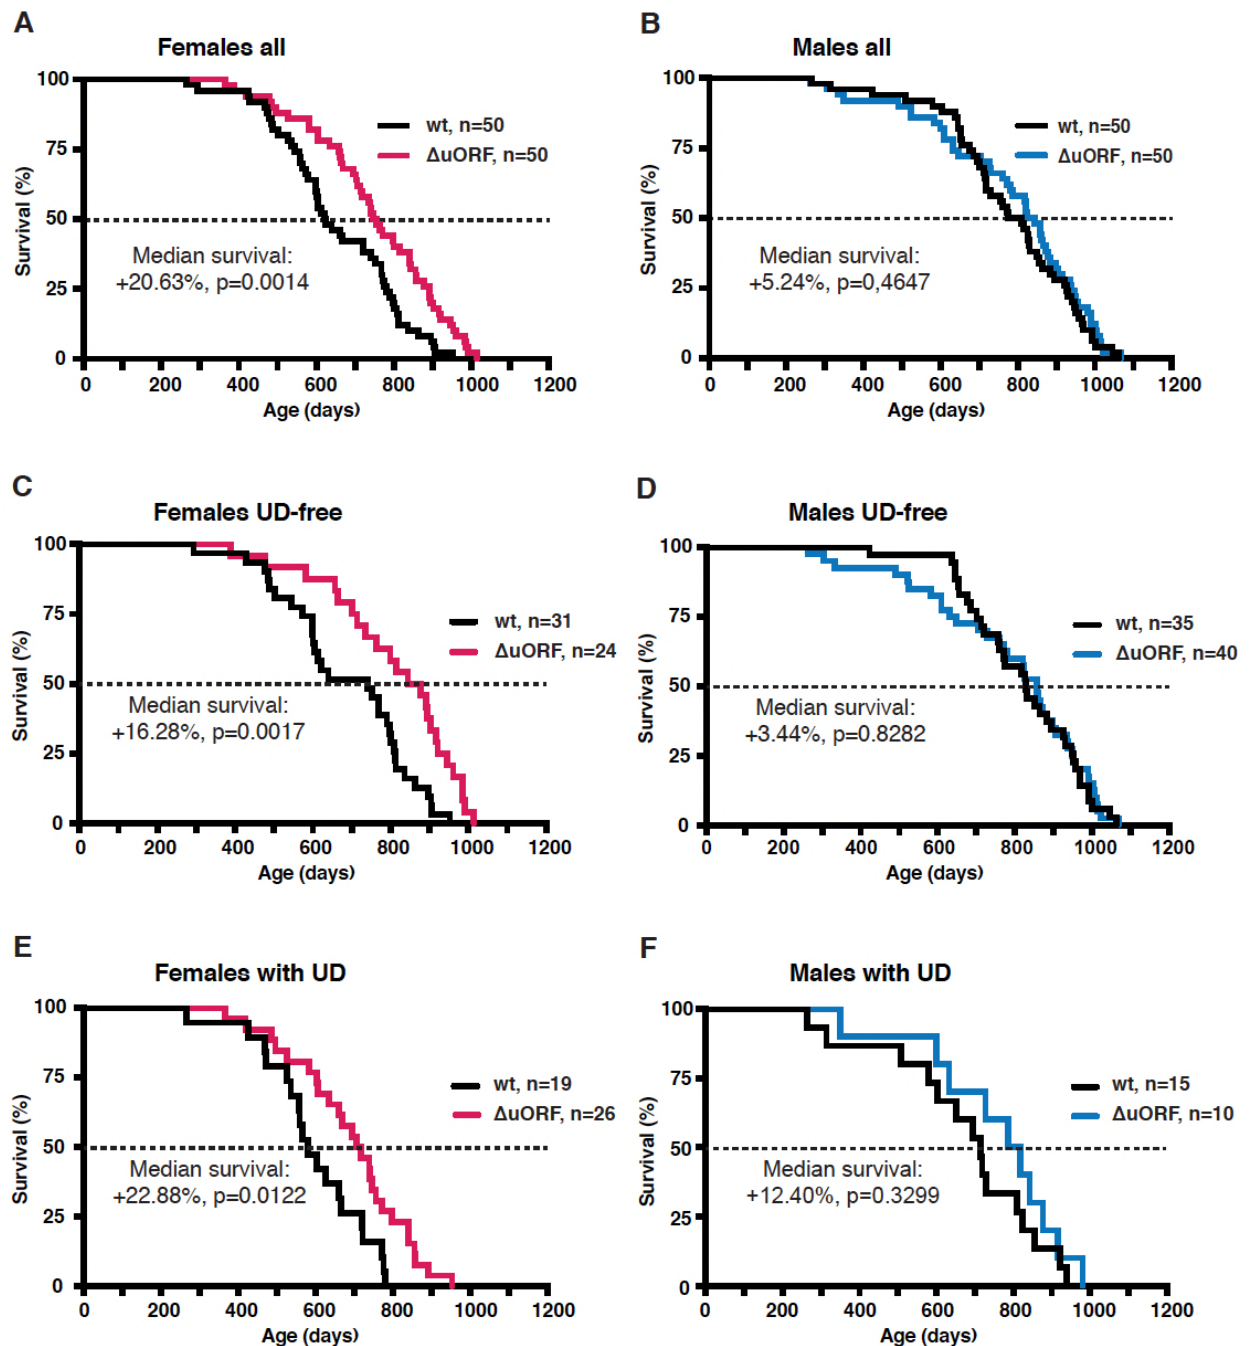 A
Females all
100
75
50
25
0
Survival (%)
wt, n=50
ΔuORF, n=50
Median survival:
+20.63%, p=0.0014
0 200 400 600 800 1000 1200
Age (days)
B
Males all
100
75
50
25
0
Survival (%)
wt, n=50
ΔuORF, n=50
Median survival:
+5.24%, p=0,4647
0 200 400 600 800 1000 1200
Age (days)
C
Females UD-free
100
75
50
25
0
Survival (%)
wt, n=31
ΔuORF, n=24
Median survival:
+16.28%, p=0.0017
0 200 400 600 800 1000 1200
Age (days)
D
Males UD-free
100
75
50
25
0
Survival (%)
wt, n=35
ΔuORF, n=40
Median survival:
+3.44%, p=0.8282
0 200 400 600 800 1000 1200
Age (days)
E
Females with UD
100
75
50
25
0
Survival (%)
wt, n=19
ΔuORF, n=26
Median survival:
+22.88%, p=0.0122
0 200 400 600 800 1000 1200
Age (days)
F
Males with UD
100
75
50
25
0
Survival (%)
wt, n=15
ΔuORF, n=10
Median survival:
+12.40%, p=0.3299
0 200 400 600 800 1000 1200
Age (days)